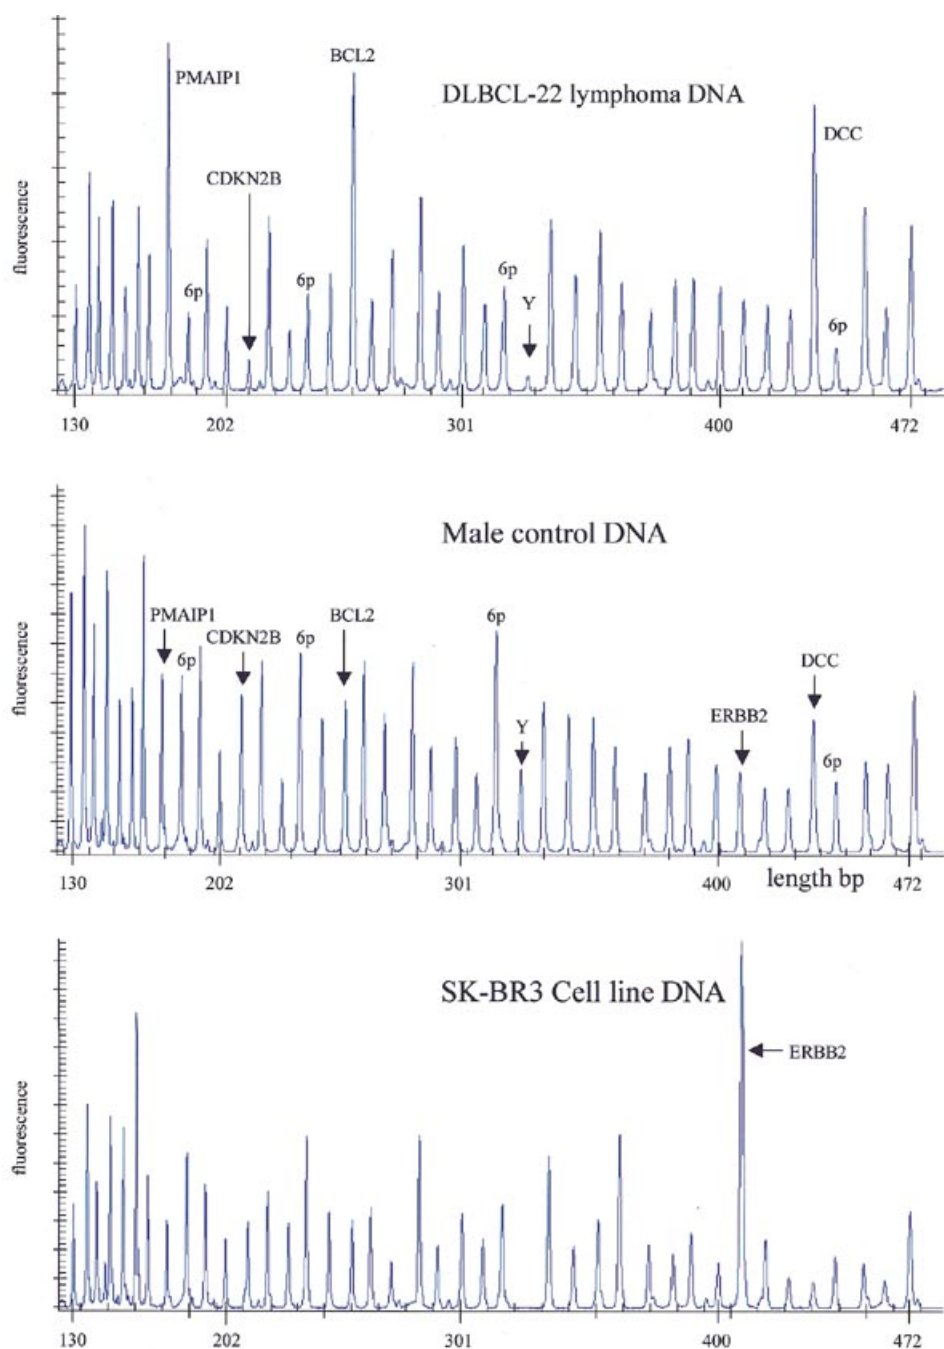 BCL2
PMAIP1
DLBCL-22 lymphoma DNA
DCC
CDKN2B
fluorescence
6p
6p
6p
Y
6p
130 202 301 400 472
Male control DNA
PMAIP1
6p
CDKN2B
6p
BCL2
6p
DCC
fluorescence
Y
ERBB2
6p
130 202 301 400 length bp 472
SK-BR3 Cell line DNA
ERBB2
fluorescence
130 202 301 400 472